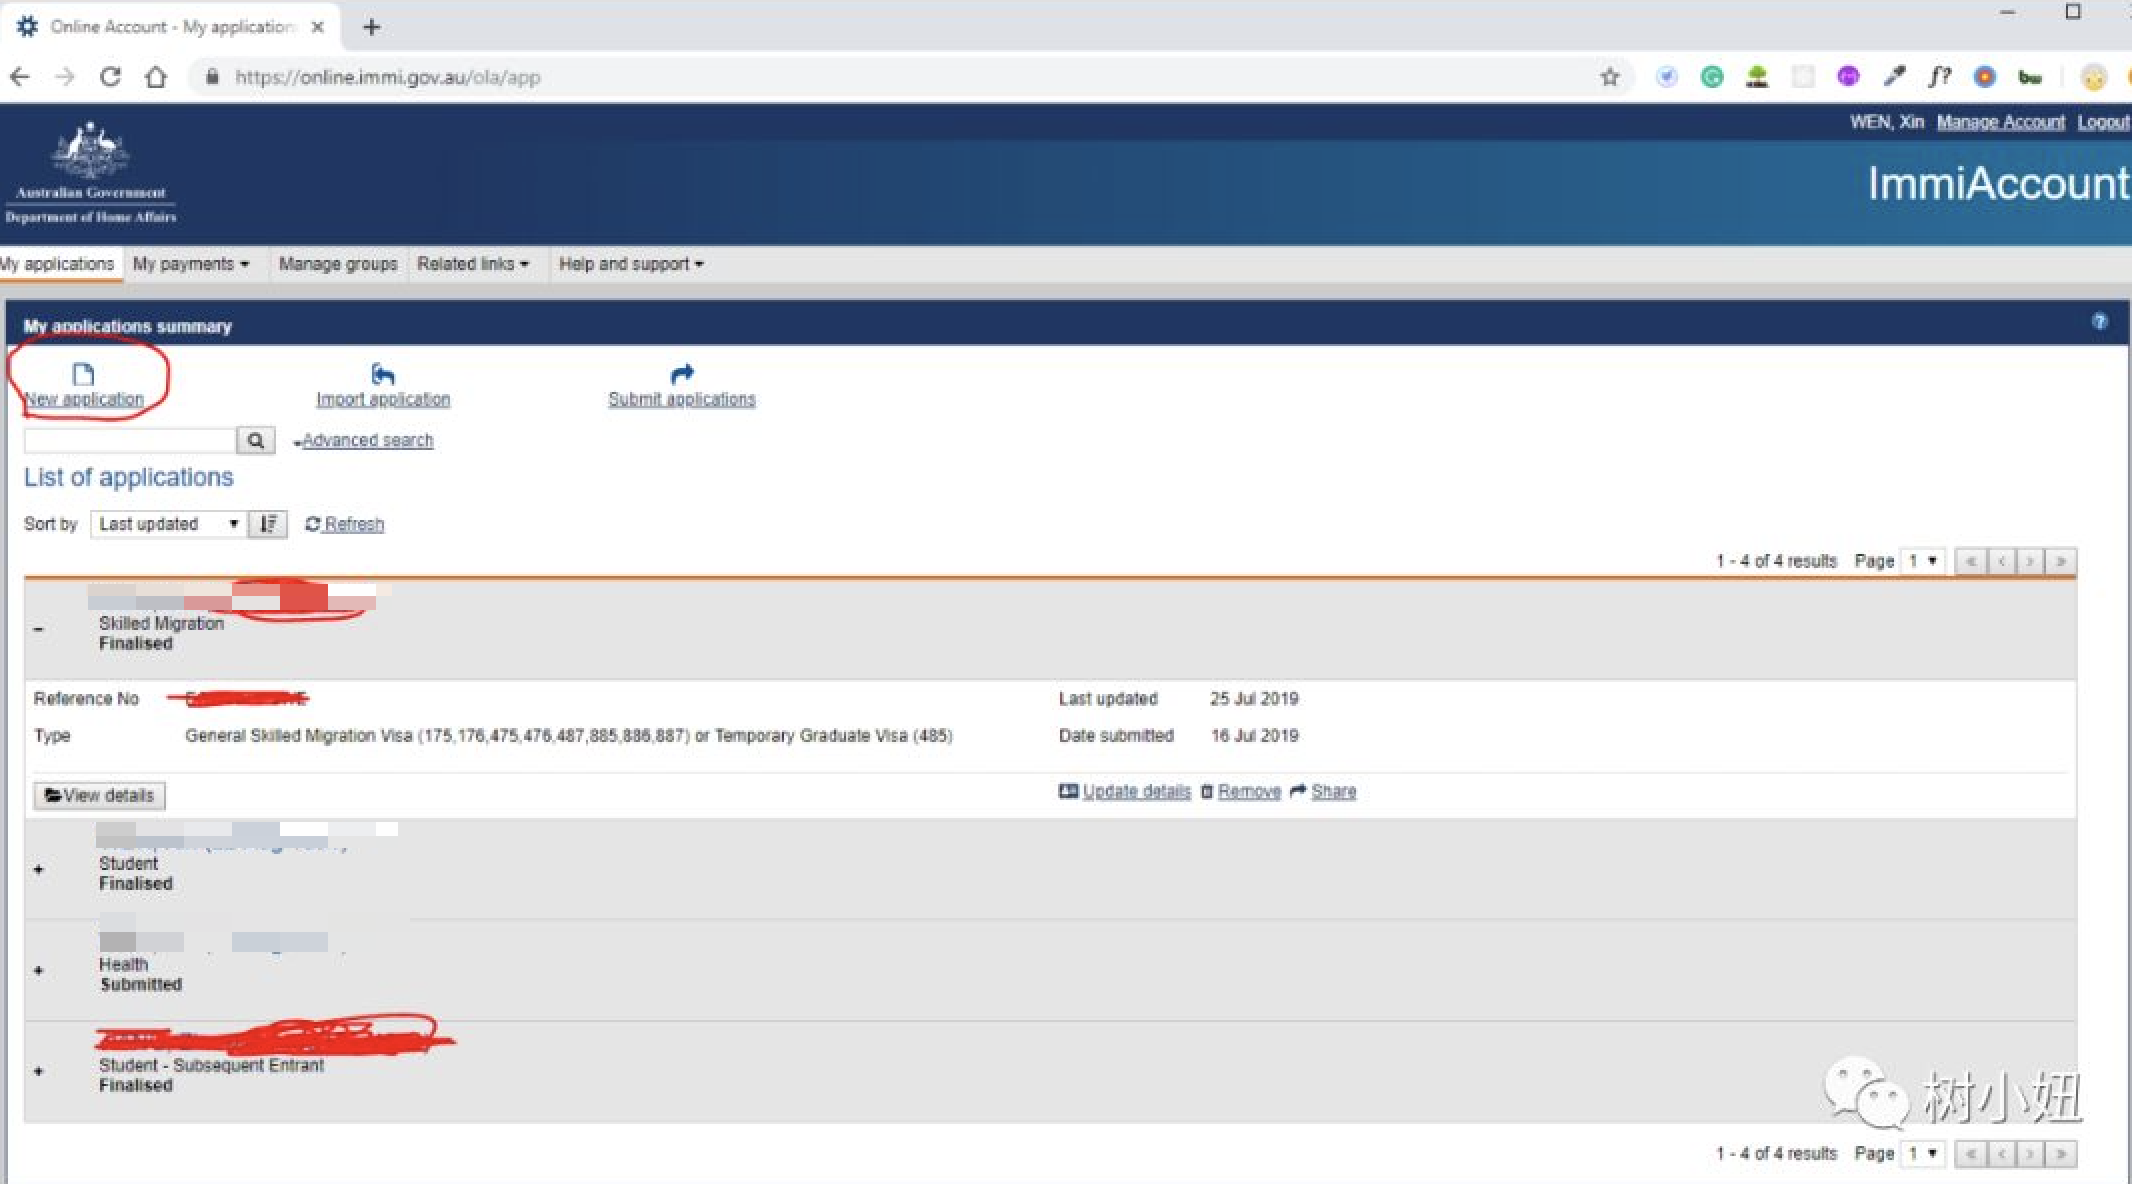 Online Account - My application
https://online.immi.gov.au/ola/app
f?
bw
WEN, Xin Manage Account Logout
Australian Government
Department of Home Affairs
ImmiAccount
My applications My payments Manage groups Related links Help and support
My applications summary
?
New application Import application Submit applications
Advanced search
List of applications
Sort by Last updated Refresh
1 - 4 of 4 results Page 1
Skilled Migration
Finalised
Reference No Last updated 25 Jul 2019
Type General Skilled Migration Visa (175,176,475,476,487,885,886,887) or Temporary Graduate Visa (485) Date submitted 16 Jul 2019
View details Update details Remove Share
Student
Finalised
Health
Submitted
Student - Subsequent Entrant
Finalised
树小妞
1 - 4 of 4 results Page 1